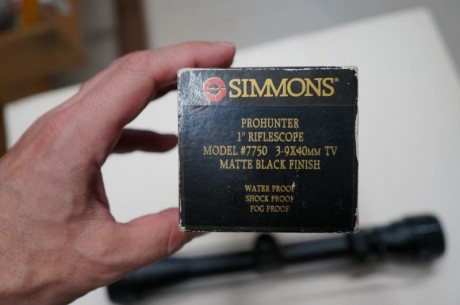 SIMMONS®
PROHUNTER
1" RIFLESCOPE
MODEL #7750 3-9X40MM TV
MATTE BLACK FINISH
WATER PROOF
SHOCK PROOF
FOG PROOF